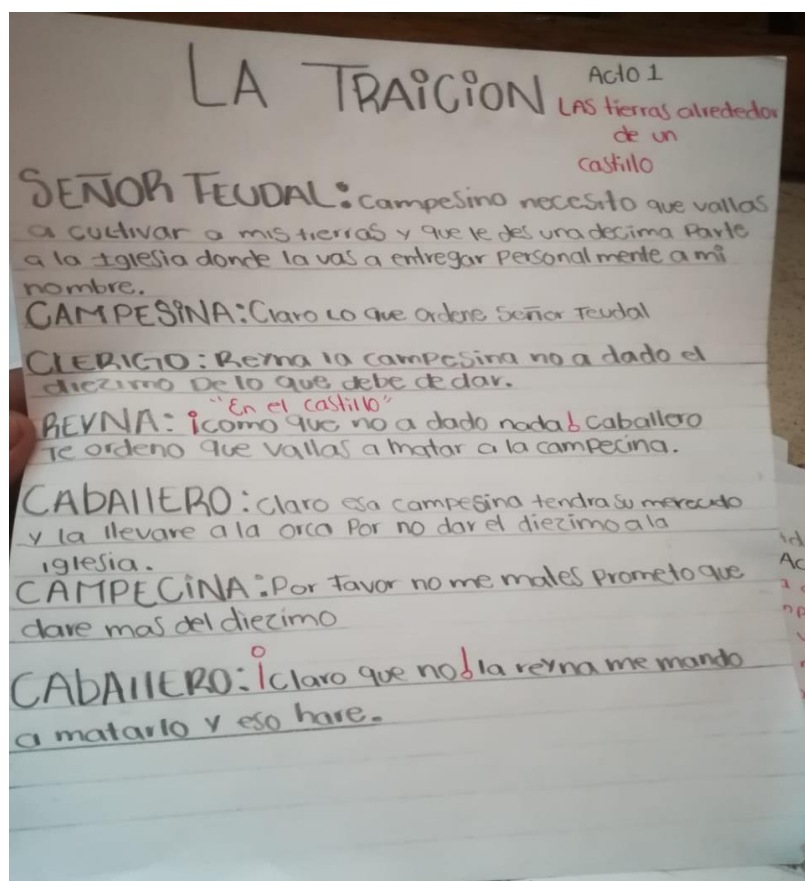 LA TRAICION
Acto 1
LAS tierras alrededor
de un
castillo
SEÑOR FEUDAL: campesino necesito que vallas
a cultivar a mis tierras y que le des una decima Parte
a la Iglesia donde la vas a entregar personalmente a mi
nombre.
CAMPESINA: Claro Lo que ordene Señor Feudal
CLERIGO: Reyna la campesina no a dado el
diezimo De lo que debe de dar.
"En el castillo"
REYNA: ¡como que no a dado nada! caballero
Te ordeno que vallas a matar a la campecina.
CABAllERO: claro esa campesina tendra su merecido
y la llevare a la orca Por no dar el diezimo a la
iglesia.
CAMPECINA: Por favor no me mates prometo que
dare mas del diezimo
CABAllERO: ¡claro que no! la reyna me mando
a matarlo y eso hare.